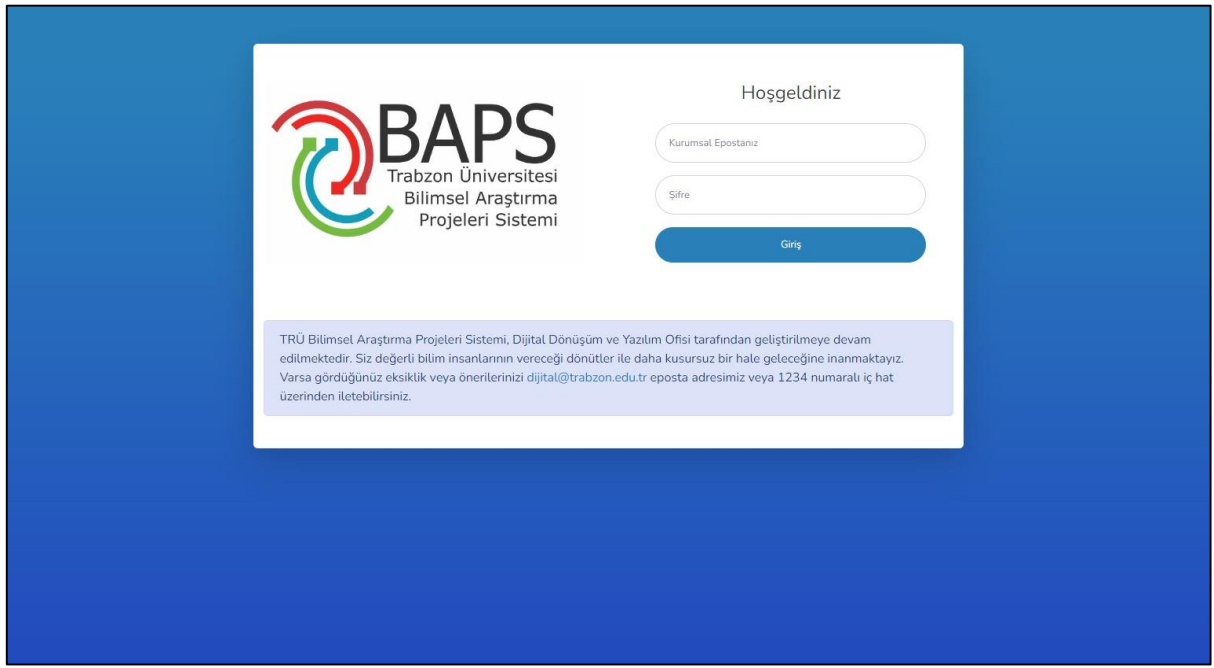 BAPS
Trabzon Üniversitesi
Bilimsel Araştırma
Projeleri Sistemi
Hoşgeldiniz
Kurumsal Epostanız
Şifre
Giriş
TRÜ Bilimsel Araştırma Projeleri Sistemi, Dijital Dönüşüm ve Yazılım Ofisi tarafından geliştirilmeye devam
edilmektedir. Siz değerli bilim insanlarının vereceği dönütler ile daha kusursuz bir hale geleceğine inanmaktayız.
Varsa gördüğünüz eksiklik veya önerilerinizi dijital@trabzon.edu.tr eposta adresimiz veya 1234 numaralı iç hat
üzerinden iletebilirsiniz.